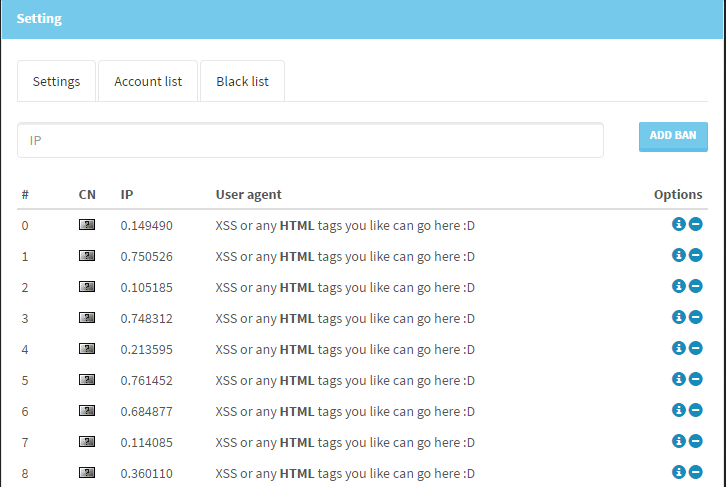 Setting
Settings Account list Black list
IP ADD BAN
# CN IP User agent Options
0 0.149490 XSS or any HTML tags you like can go here :D
1 0.750526 XSS or any HTML tags you like can go here :D
2 0.105185 XSS or any HTML tags you like can go here :D
3 0.748312 XSS or any HTML tags you like can go here :D
4 0.213595 XSS or any HTML tags you like can go here :D
5 0.761452 XSS or any HTML tags you like can go here :D
6 0.684877 XSS or any HTML tags you like can go here :D
7 0.114085 XSS or any HTML tags you like can go here :D
8 0.360110 XSS or any HTML tags you like can go here :D